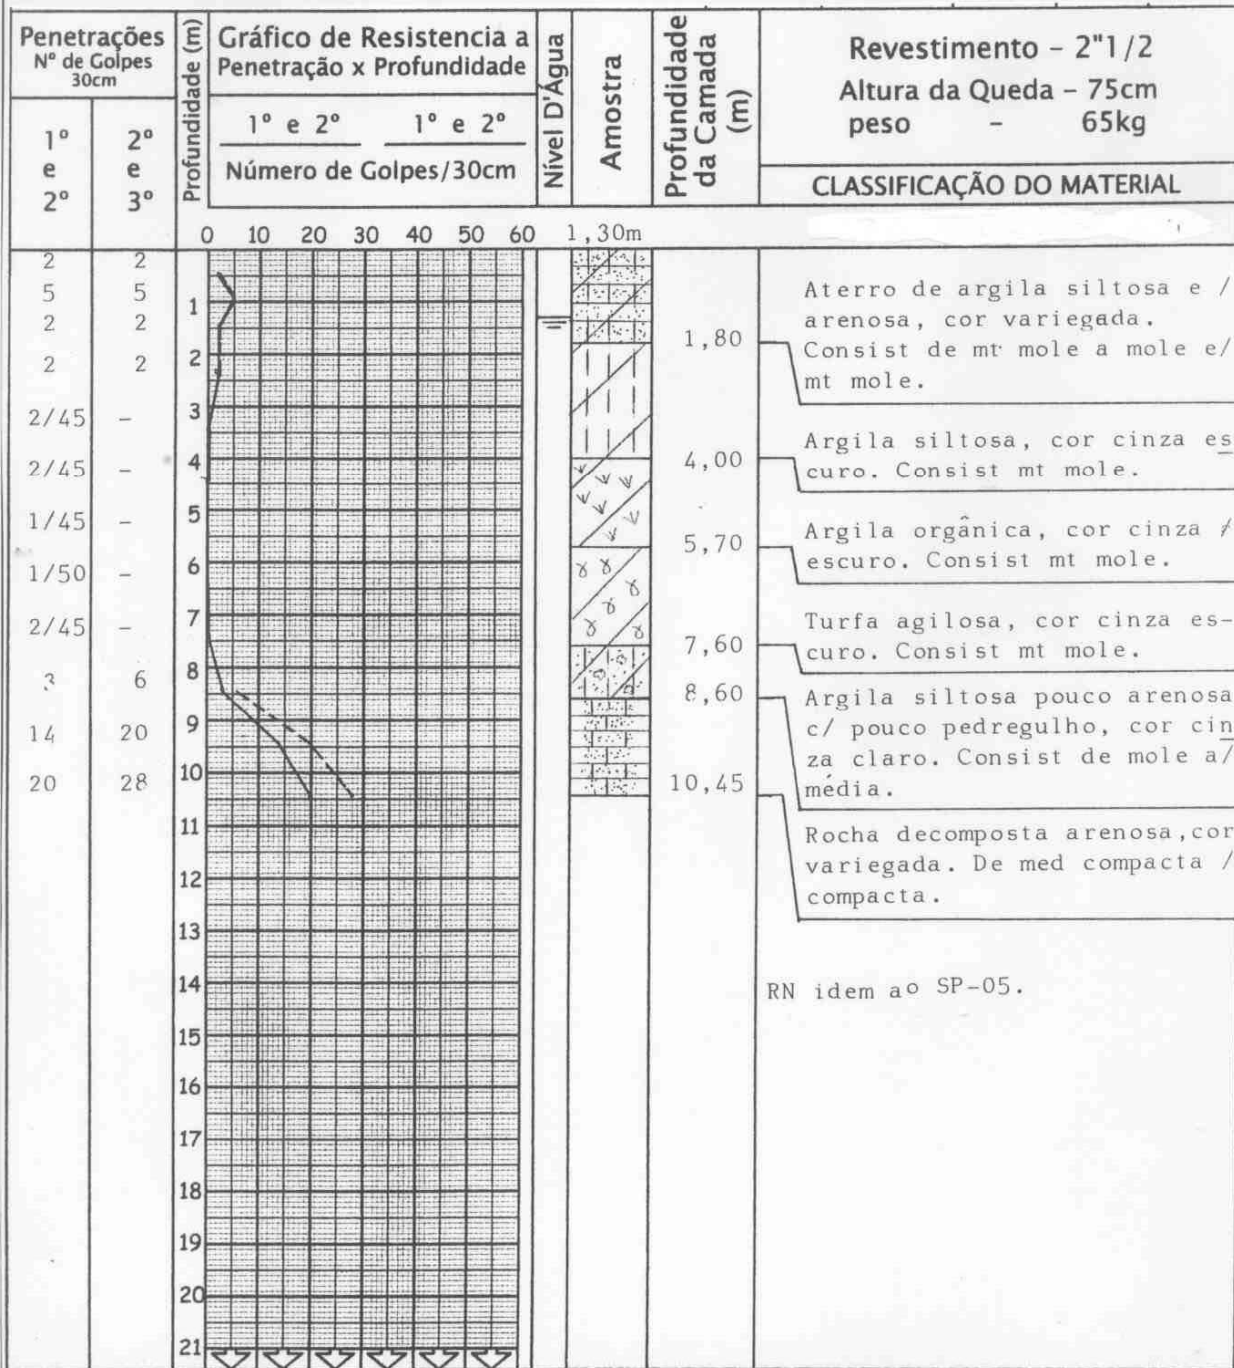 Penetrações
Nº de Golpes
30cm
1º
e
2º
2º
e
3º
Profundidade (m)
Gráfico de Resistencia a
Penetração x Profundidade
1º e 2º 1º e 2º
Número de Golpes/30cm
Nível D'Água
Amostra
Profundidade
da Camada
(m)
Revestimento - 2"1/2
Altura da Queda - 75cm
peso - 65kg
CLASSIFICAÇÃO DO MATERIAL
0 10 20 30 40 50 60
1,30m
2 2
5 5
2 2
2 2
2/45 -
2/45 -
1/45 -
1/50 -
2/45 -
3 6
14 20
20 28
1
2
3
4
5
6
7
8
9
10
11
12
13
14
15
16
17
18
19
20
21
1,80
4,00
5,70
7,60
8,60
10,45
Aterro de argila siltosa e /
arenosa, cor variegada.
Consist de mt mole a mole e/
mt mole.
Argila siltosa, cor cinza es
curo. Consist mt mole.
Argila orgânica, cor cinza /
escuro. Consist mt mole.
Turfa agilosa, cor cinza es-
curo. Consist mt mole.
Argila siltosa pouco arenosa
c/ pouco pedregulho, cor cin
za claro. Consist de mole a/
média.
Rocha decomposta arenosa,cor
variegada. De med compacta /
compacta.
RN idem ao SP-05.